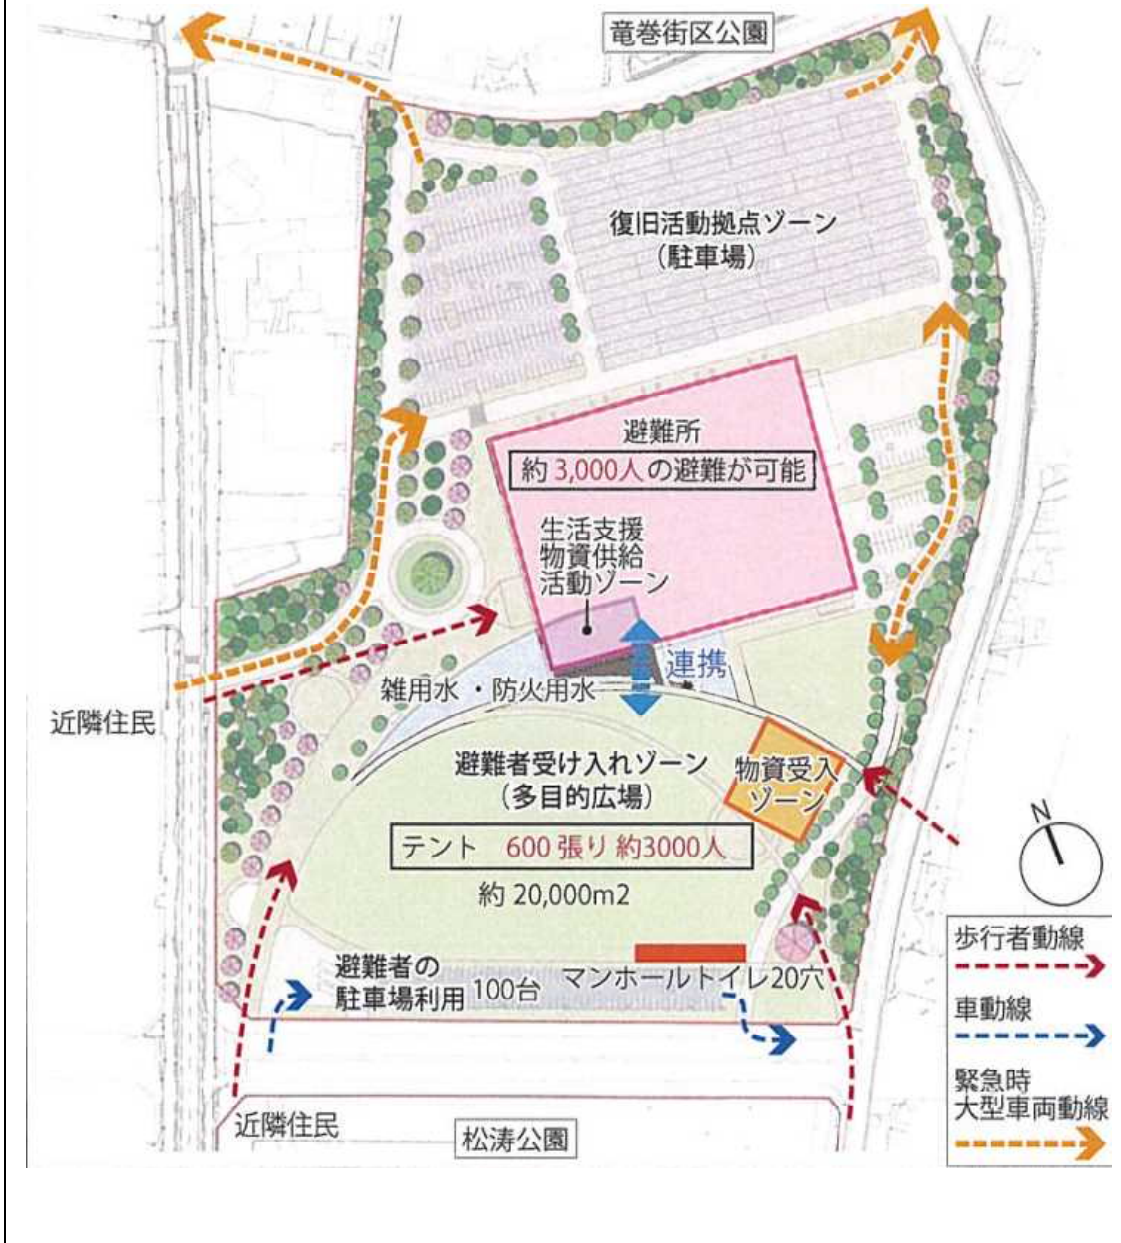 竜巻街区公園
復旧活動拠点ゾーン
（駐車場）
避難所
約 3,000人の避難が可能
生活支援
物資供給
活動ゾーン
連携
雑用水・防火用水
近隣住民
避難者受け入れゾーン
（多目的広場）
物資受入
ゾーン
テント 600 張り 約3000人
約 20,000m2
N
避難者の
駐車場利用 100台
マンホールトイレ20穴
歩行者動線
車動線
緊急時
大型車両動線
近隣住民
松涛公園